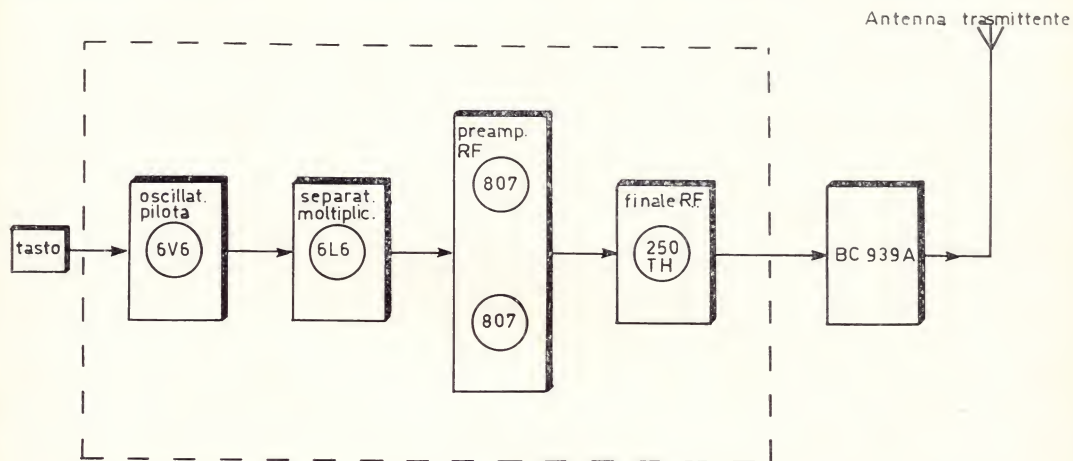 Antenna trasmittente
tasto
oscillat.
pilota
6V6
separat.
moltiplic.
6L6
preamp.
RF
807
807
finale RF
250
TH
BC 939A